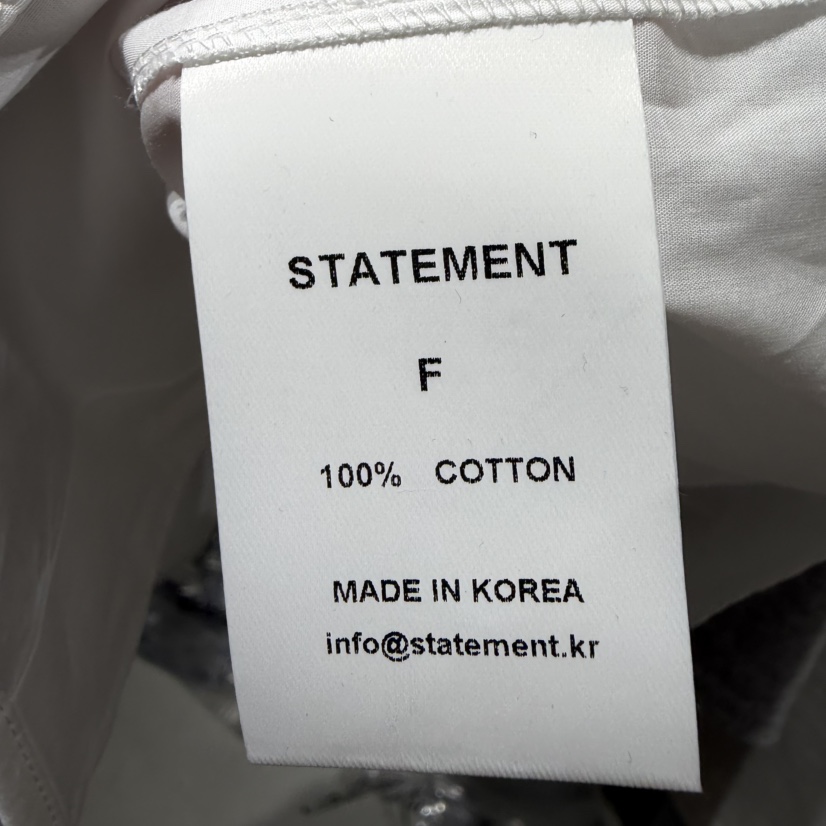 STATEMENT
F
100% COTTON
MADE IN KOREA
info@statement.kr